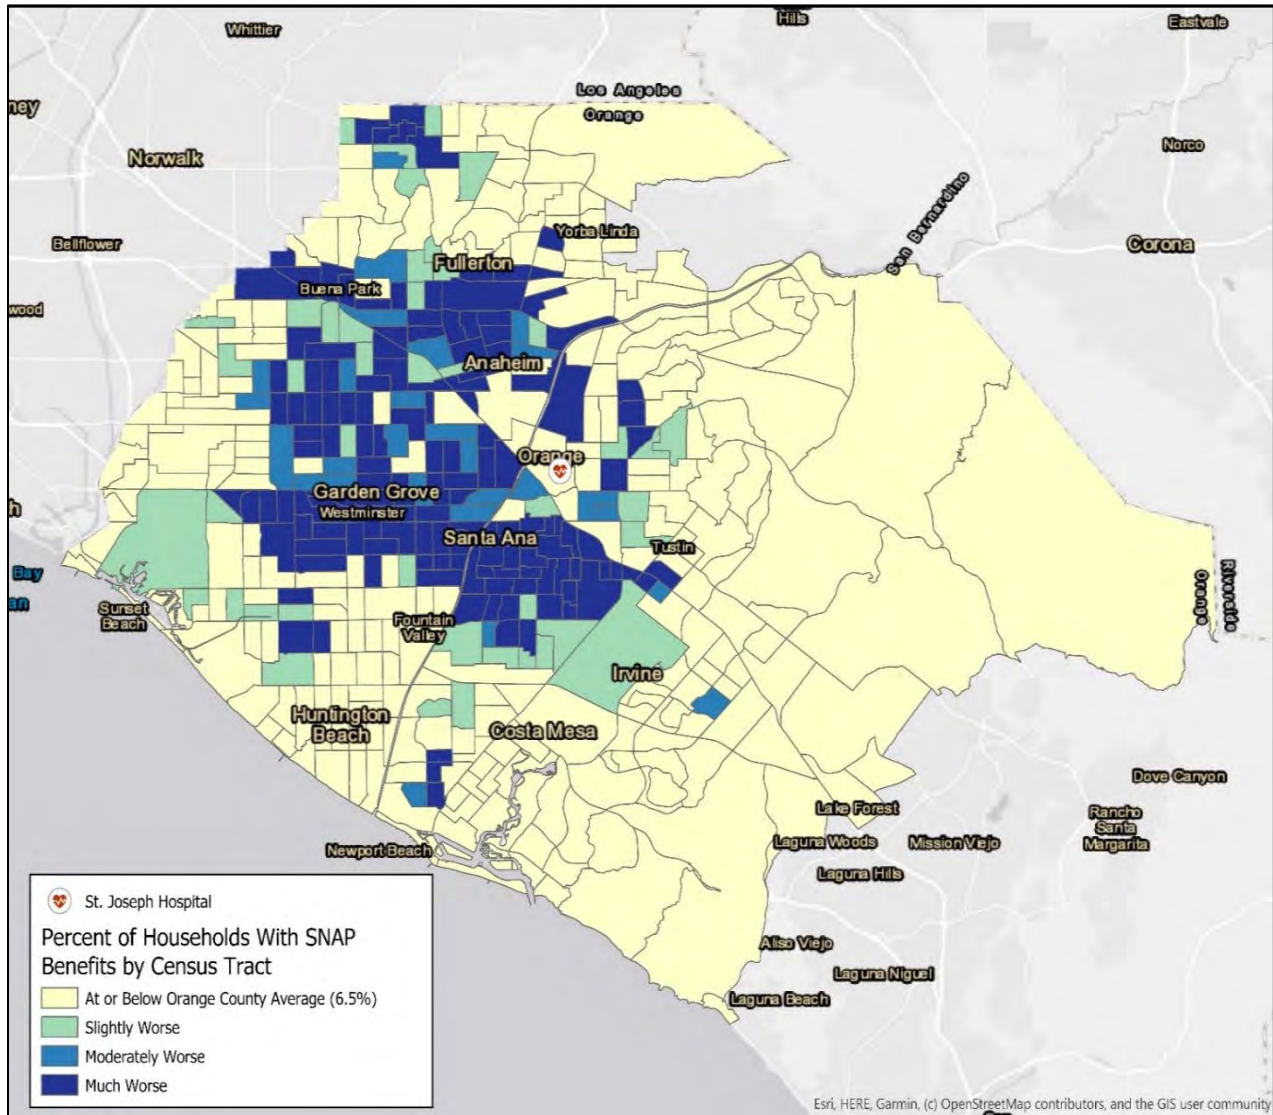 Whittier
Hills
Eastvale
Los Angeles
Orange
ney
Norwalk
Norco
San Bernardino
Bellflower
Yorba Linda
Corona
Fullerton
Buena Park
wood
Anaheim
Orange
Garden Grove
Westminster
h
Santa Ana
Tustin
Bay
an
Sunset
Beach
Riverside
Orange
Fountain
Valley
Irvine
Huntington
Beach
Costa Mesa
Dove Canyon
Lake Forest
Rancho
Santa
Margarita
Laguna Woods
Mission Viejo
Newport Beach
Laguna Hills
Aliso Viejo
Laguna Niguel
Laguna Beach
St. Joseph Hospital
Percent of Households With SNAP
Benefits by Census Tract
At or Below Orange County Average (6.5%)
Slightly Worse
Moderately Worse
Much Worse
Esri, HERE, Garmin, (c) OpenStreetMap contributors, and the GIS user community